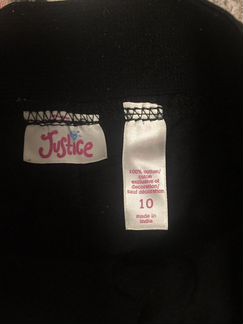 Justice
100% cotton/
coton
exclusive of
decoration/
sauf décoration
10
made in
india